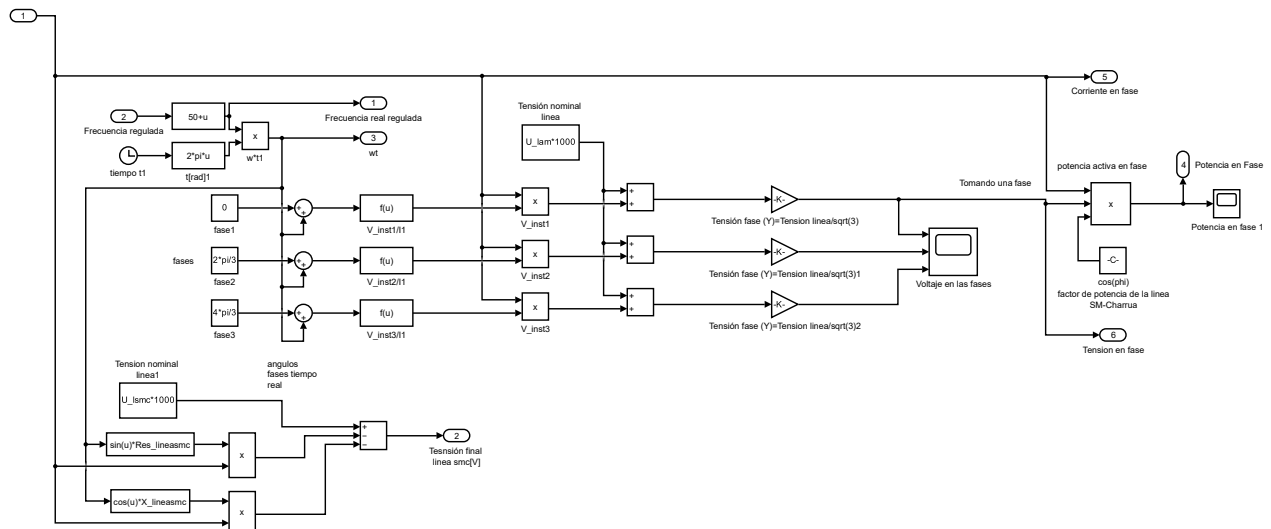 1
5
Corriente en fase
2
Frecuencia regulada
50+u
1
Frecuencia real regulada
x
w*t1
3
wt
tiempo t1
2*pi*u
t[rad]1
Tensión nominal
linea
U_lam*1000
potencia activa en fase
4
Potencia en Fase
x
Potencia en fase 1
Tomando una fase
0
fase1
+
+
f(u)
V_inst1/I1
x
V_inst1
+
+
-K-
Tensión fase (Y)=Tension linea/sqrt(3)
fases
2*pi/3
fase2
+
+
f(u)
V_inst2/I1
x
V_inst2
+
+
-K-
Tensión fase (Y)=Tension linea/sqrt(3)1
Voltaje en las fases
-C-
cos(phi)
factor de potencia de la linea
SM-Charrua
4*pi/3
fase3
+
+
f(u)
V_inst3/I1
x
V_inst3
+
+
-K-
Tensión fase (Y)=Tension linea/sqrt(3)2
6
Tension en fase
Tension nominal
linea1
U_lsmc*1000
angulos
fases tiempo
real
sin(u)*Res_lineasmc
x
+
−
−
2
Tesnsión final
linea smc[V]
cos(u)*X_lineasmc
x